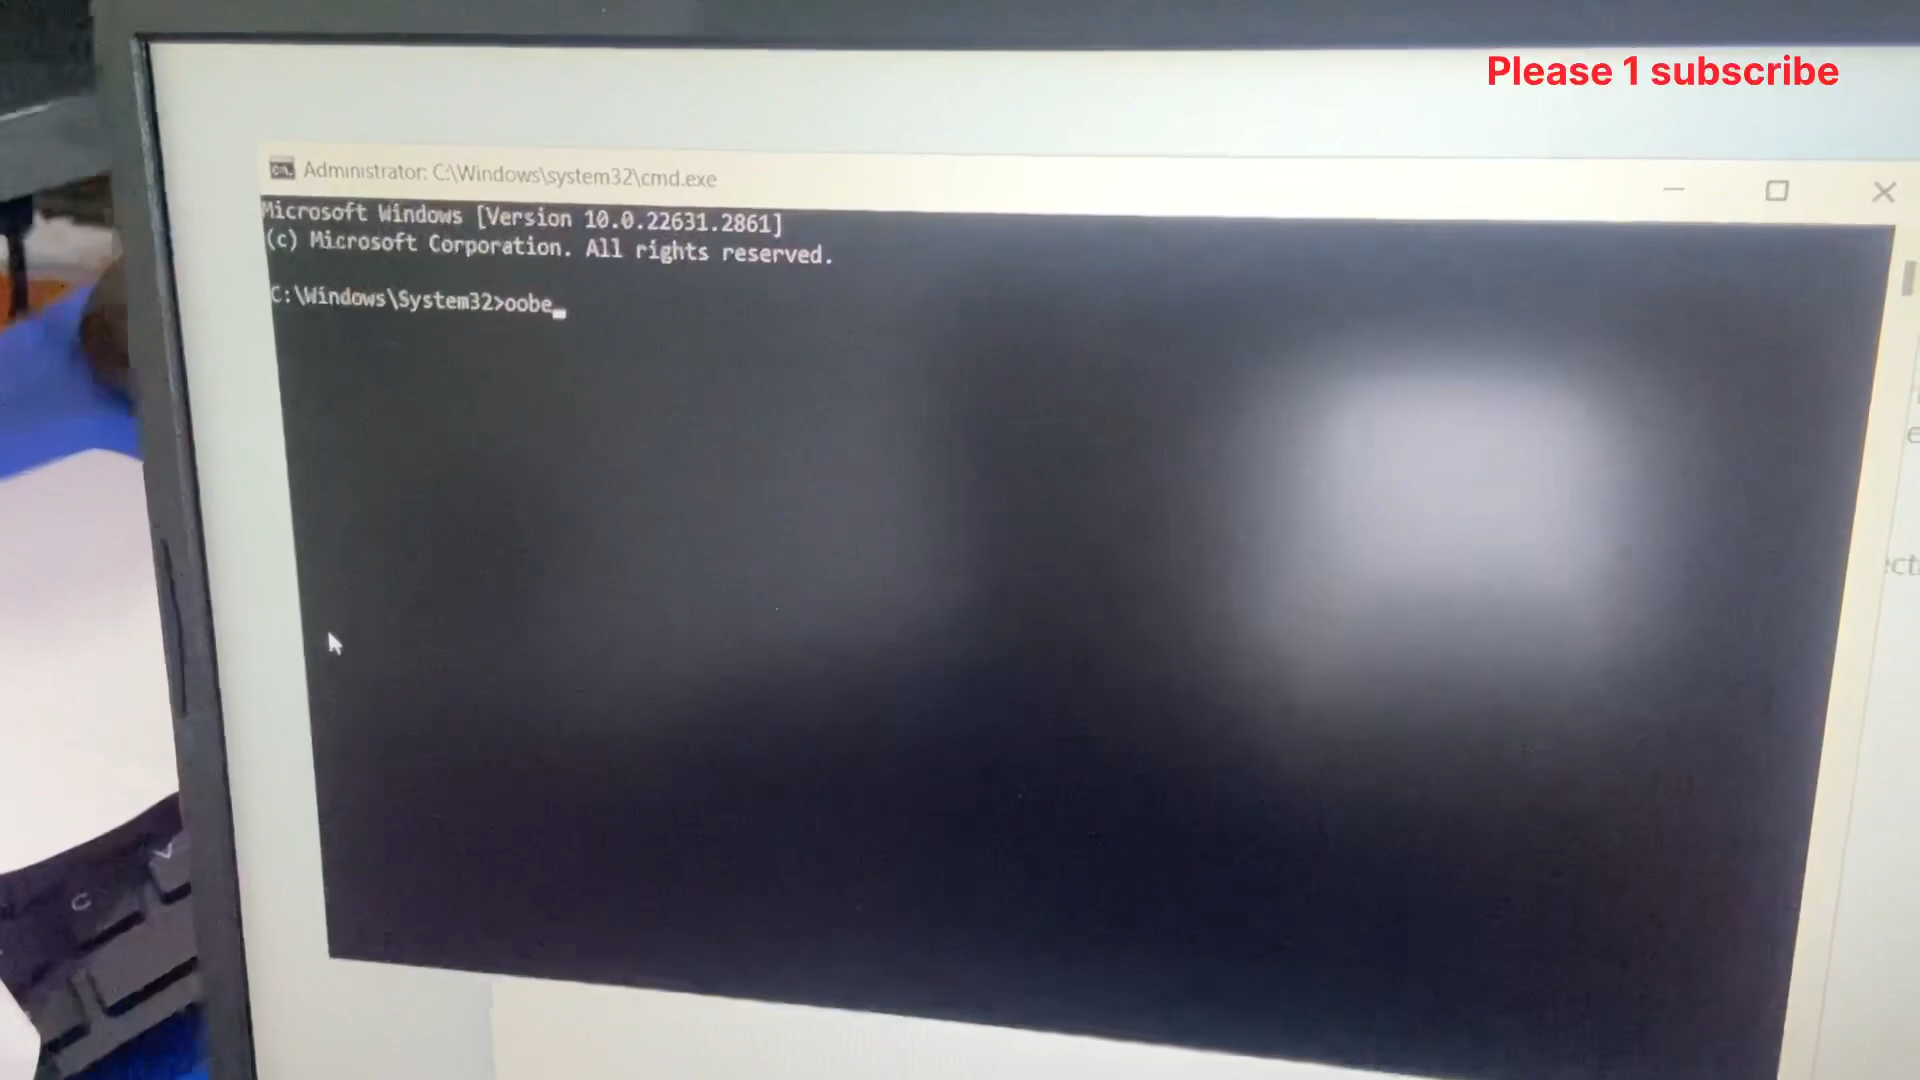 Please 1 subscribe
Administrator: C:\Windows\system32\cmd.exe
Microsoft Windows [Version 10.0.22631.2861]
(c) Microsoft Corporation. All rights reserved.
C:\Windows\System32>oobe_
C
V